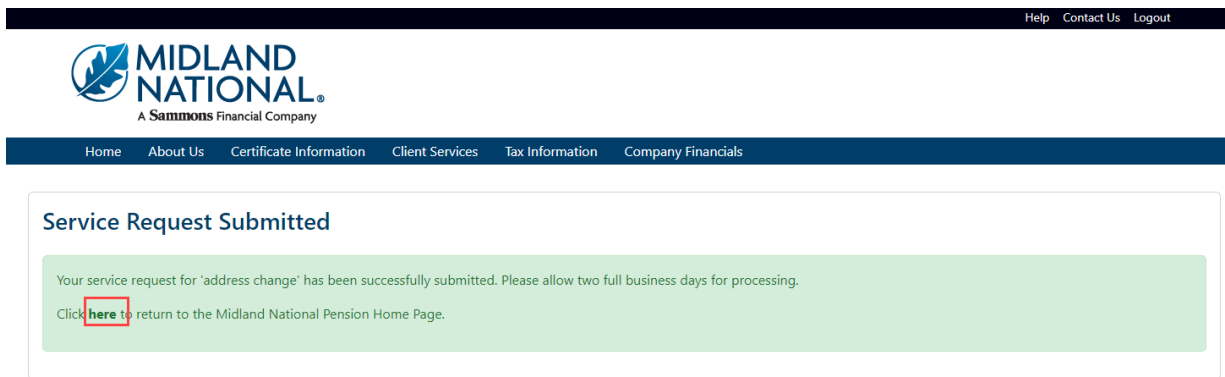 Help Contact Us Logout
MIDLAND
NATIONAL®
A Sammons Financial Company
Home About Us Certificate Information Client Services Tax Information Company Financials
Service Request Submitted
Your service request for 'address change' has been successfully submitted. Please allow two full business days for processing.
Click here to return to the Midland National Pension Home Page.